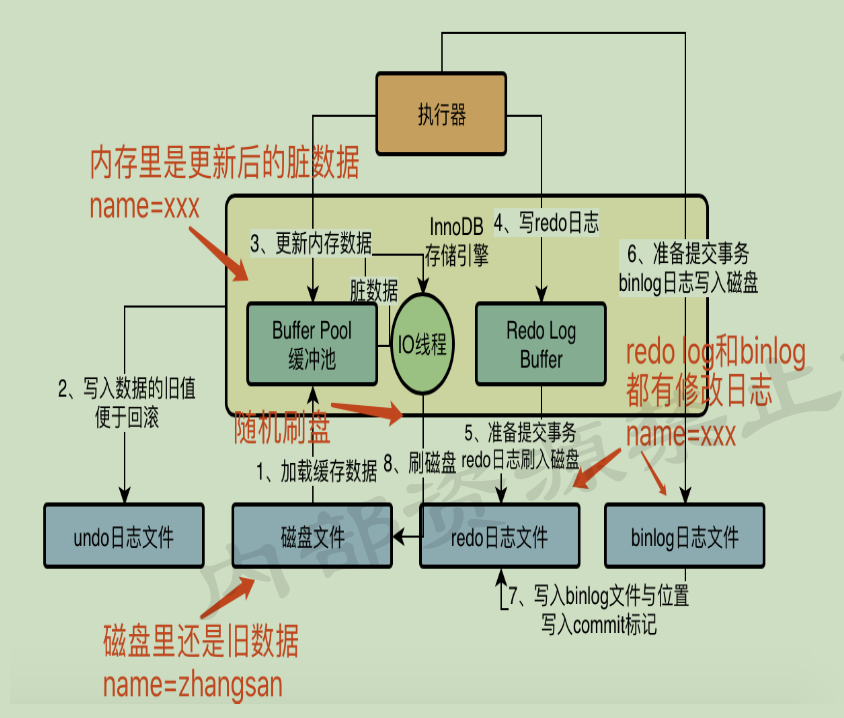 执行器
内存里是更新后的脏数据
name=xxx
3、更新内存数据
InnoDB
存储引擎
4、写redo日志
6、准备提交事务
binlog日志写入磁盘
脏数据
Buffer Pool
缓冲池
IO线程
Redo Log
Buffer
redo log和binlog
都有修改日志
name=xxx
2、写入数据的旧值
便于回滚
随机刷盘
1、加载缓存数据
8、刷磁盘
5、准备提交事务
redo日志刷入磁盘
undo日志文件
磁盘文件
redo日志文件
binlog日志文件
7、写入binlog文件与位置
写入commit标记
磁盘里还是旧数据
name=zhangsan
内部资源禁止